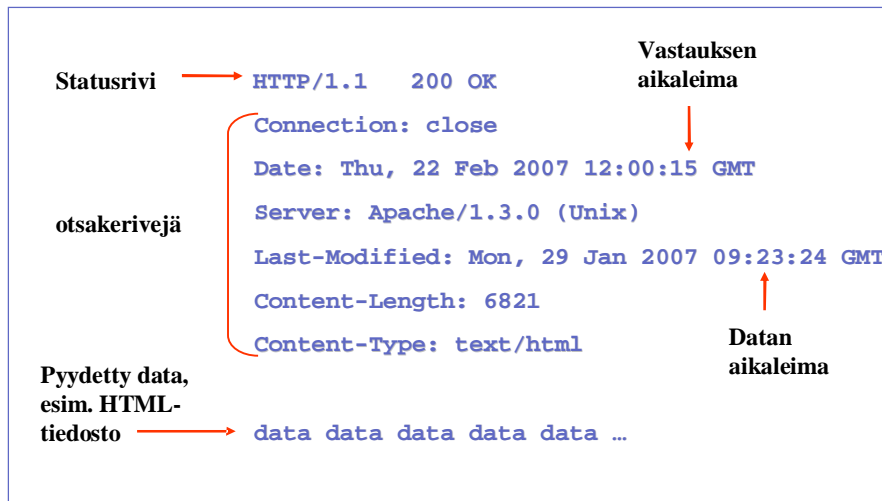 Vastauksen
aikaleima
Statusrivi
HTTP/1.1 200 OK
Connection: close
Date: Thu, 22 Feb 2007 12:00:15 GMT
otsakerivejä
Server: Apache/1.3.0 (Unix)
Last-Modified: Mon, 29 Jan 2007 09:23:24 GMT
Content-Length: 6821
Content-Type: text/html
Datan
aikaleima
Pyydetty data,
esim. HTML-
tiedosto
data data data data data …